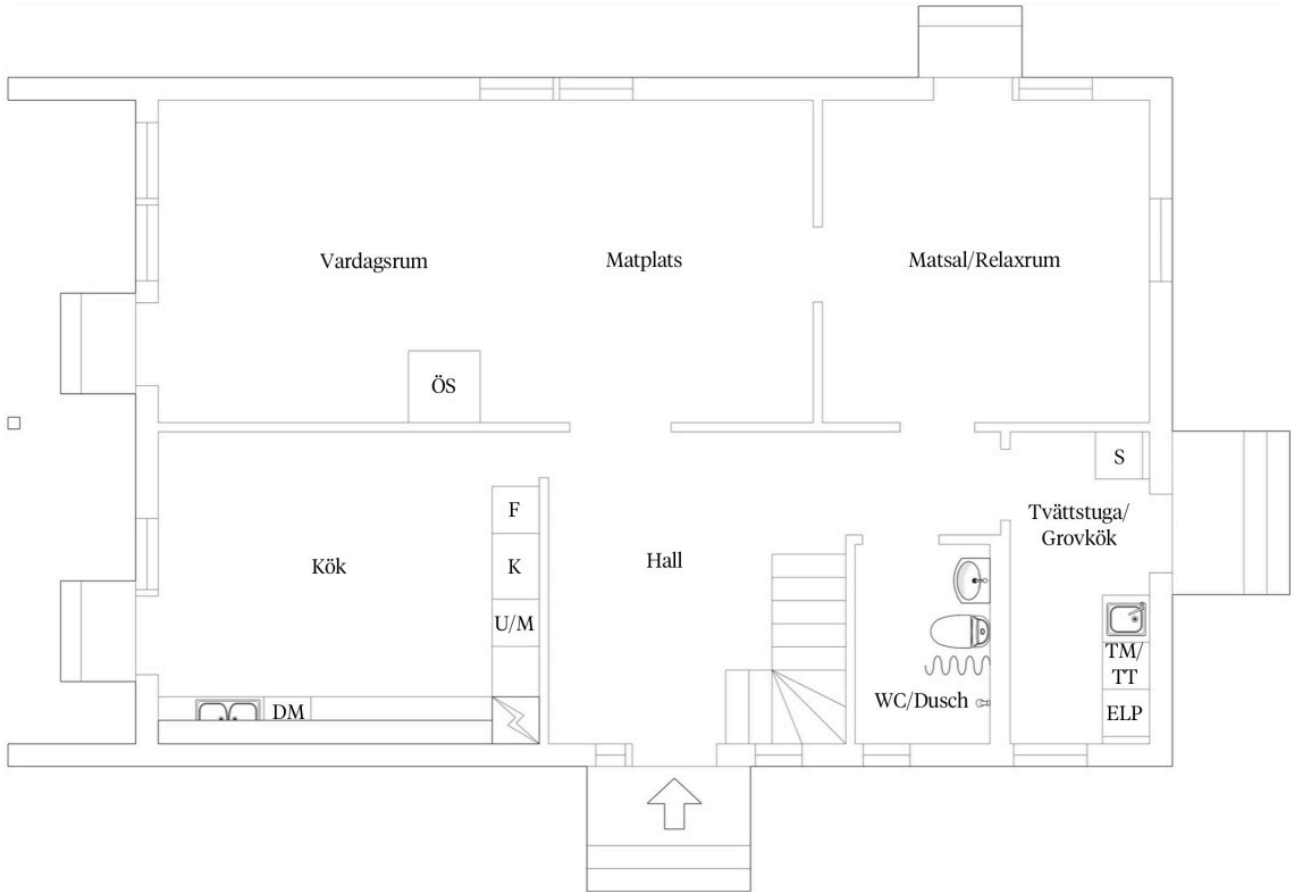 Vardagsrum
Matplats
Matsal/Relaxrum
ÖS
S
F
Tvättstuga/
Grovkök
Kök
K
Hall
U/M
TM/
TT
WC/Dusch
DM
ELP